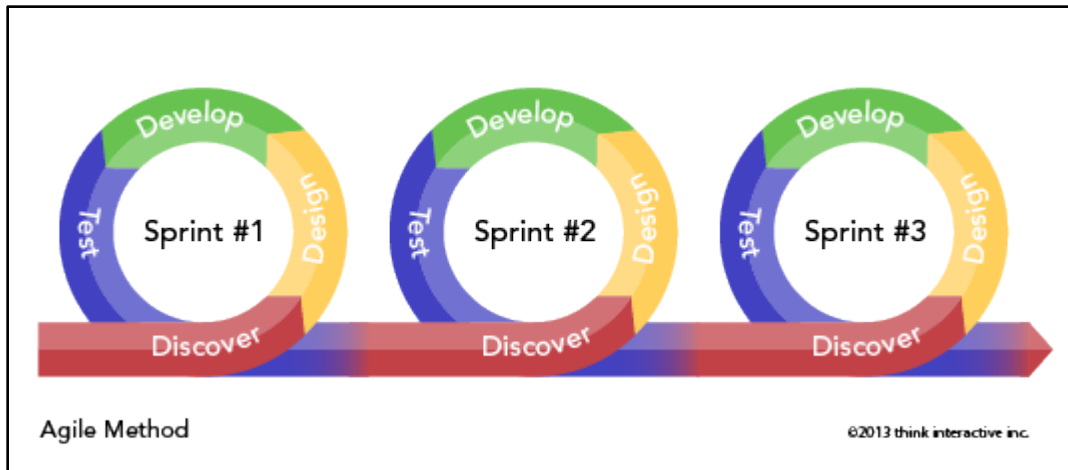 Develop
Test
Sprint #1
Design
Discover
Develop
Test
Sprint #2
Design
Discover
Develop
Test
Sprint #3
Design
Discover
Agile Method
©2013 think interactive inc.